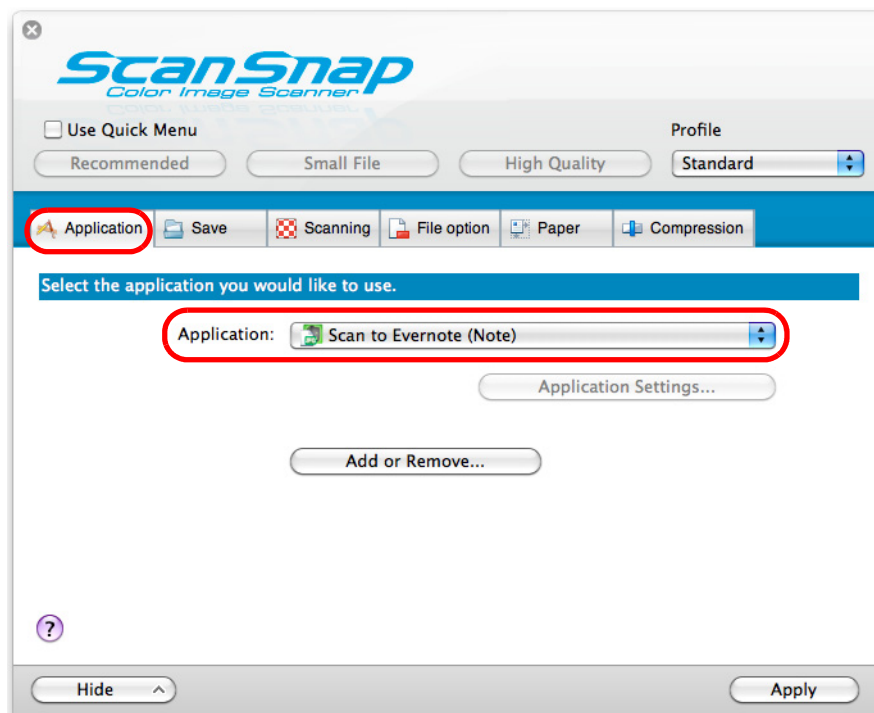 ScanSnap
Color Image Scanner
Use Quick Menu
Profile
Recommended Small File High Quality Standard
Application Save Scanning File option Paper Compression
Select the application you would like to use.
Application: Scan to Evernote (Note)
Application Settings...
Add or Remove...
?
Hide Apply